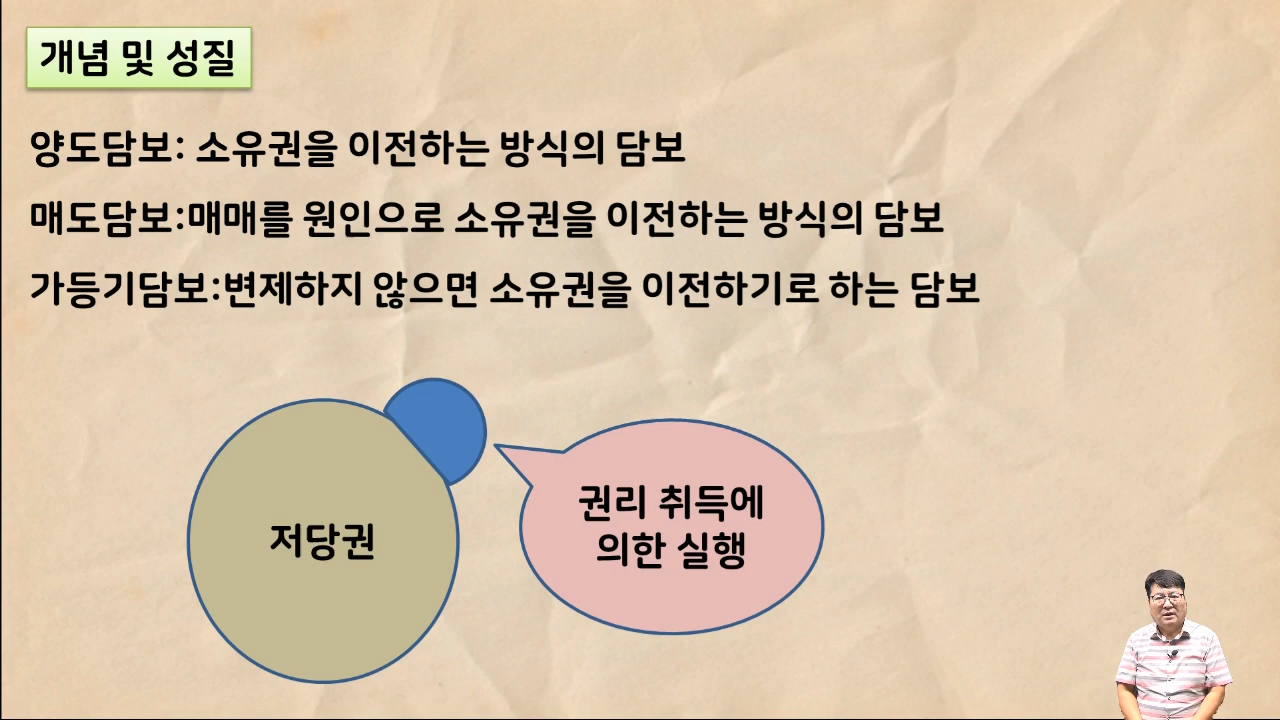 개념 및 성질
양도담보: 소유권을 이전하는 방식의 담보
매도담보:매매를 원인으로 소유권을 이전하는 방식의 담보
가등기담보:변제하지 않으면 소유권을 이전하기로 하는 담보
저당권
권리 취득에
의한 실행